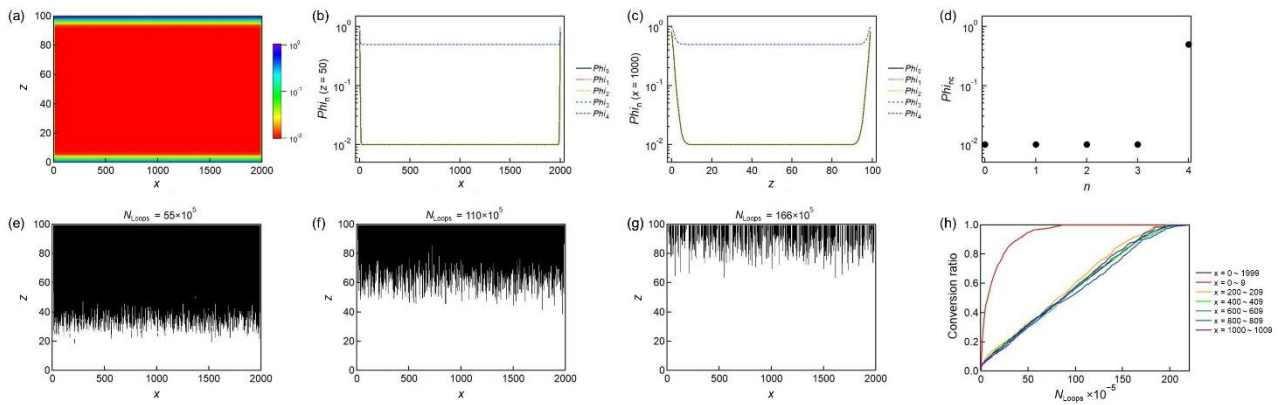 (a)
100
80
60
40
20
0
z
0 500 1000 1500 2000
x
10^0
10^-1
10^-2
(b)
10^0
10^-1
10^-2
Phi_n (z = 50)
0 500 1000 1500 2000
x
Phi_0
Phi_1
Phi_2
Phi_3
Phi_4
(c)
10^0
10^-1
10^-2
Phi_n (x = 1000)
0 20 40 60 80 100
z
Phi_0
Phi_1
Phi_2
Phi_3
Phi_4
(d)
10^0
10^-1
10^-2
Phi_nc
0 1 2 3 4
n
(e)
N_Loops = 55×10^5
100
80
60
40
20
0
z
0 500 1000 1500 2000
x
(f)
N_Loops = 110×10^5
100
80
60
40
20
0
z
0 500 1000 1500 2000
x
(g)
N_Loops = 166×10^5
100
80
60
40
20
0
z
0 500 1000 1500 2000
x
(h)
1.0
0.8
0.6
0.4
0.2
0.0
Conversion ratio
0 50 100 150 200
N_Loops ×10^-5
x = 0 ~ 1999
x = 0 ~ 9
x = 200 ~ 209
x = 400 ~ 409
x = 600 ~ 609
x = 800 ~ 809
x = 1000 ~ 1009